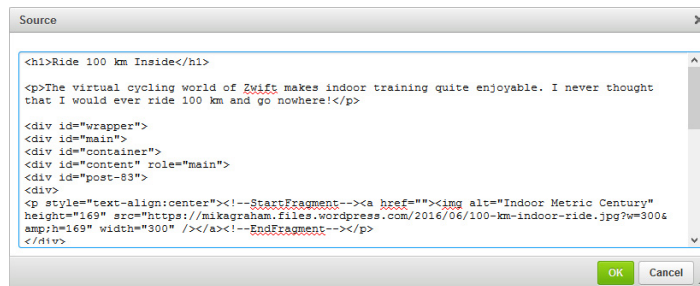 Source
<h1>Ride 100 km Inside</h1>
<p>The virtual cycling world of Zwift makes indoor training quite enjoyable. I never thought
that I would ever ride 100 km and go nowhere!</p>
<div id="wrapper">
<div id="main">
<div id="container">
<div id="content" role="main">
<div id="post-83">
<div>
<p style="text-align:center"><!--StartFragment--><a href=""><img alt="Indoor Metric Century"
height="169" src="https://mikagraham.files.wordpress.com/2016/06/100-km-indoor-ride.jpg?w=300&
amp;h=169" width="300" /></a><!--EndFragment--></p>
</div>
OK Cancel